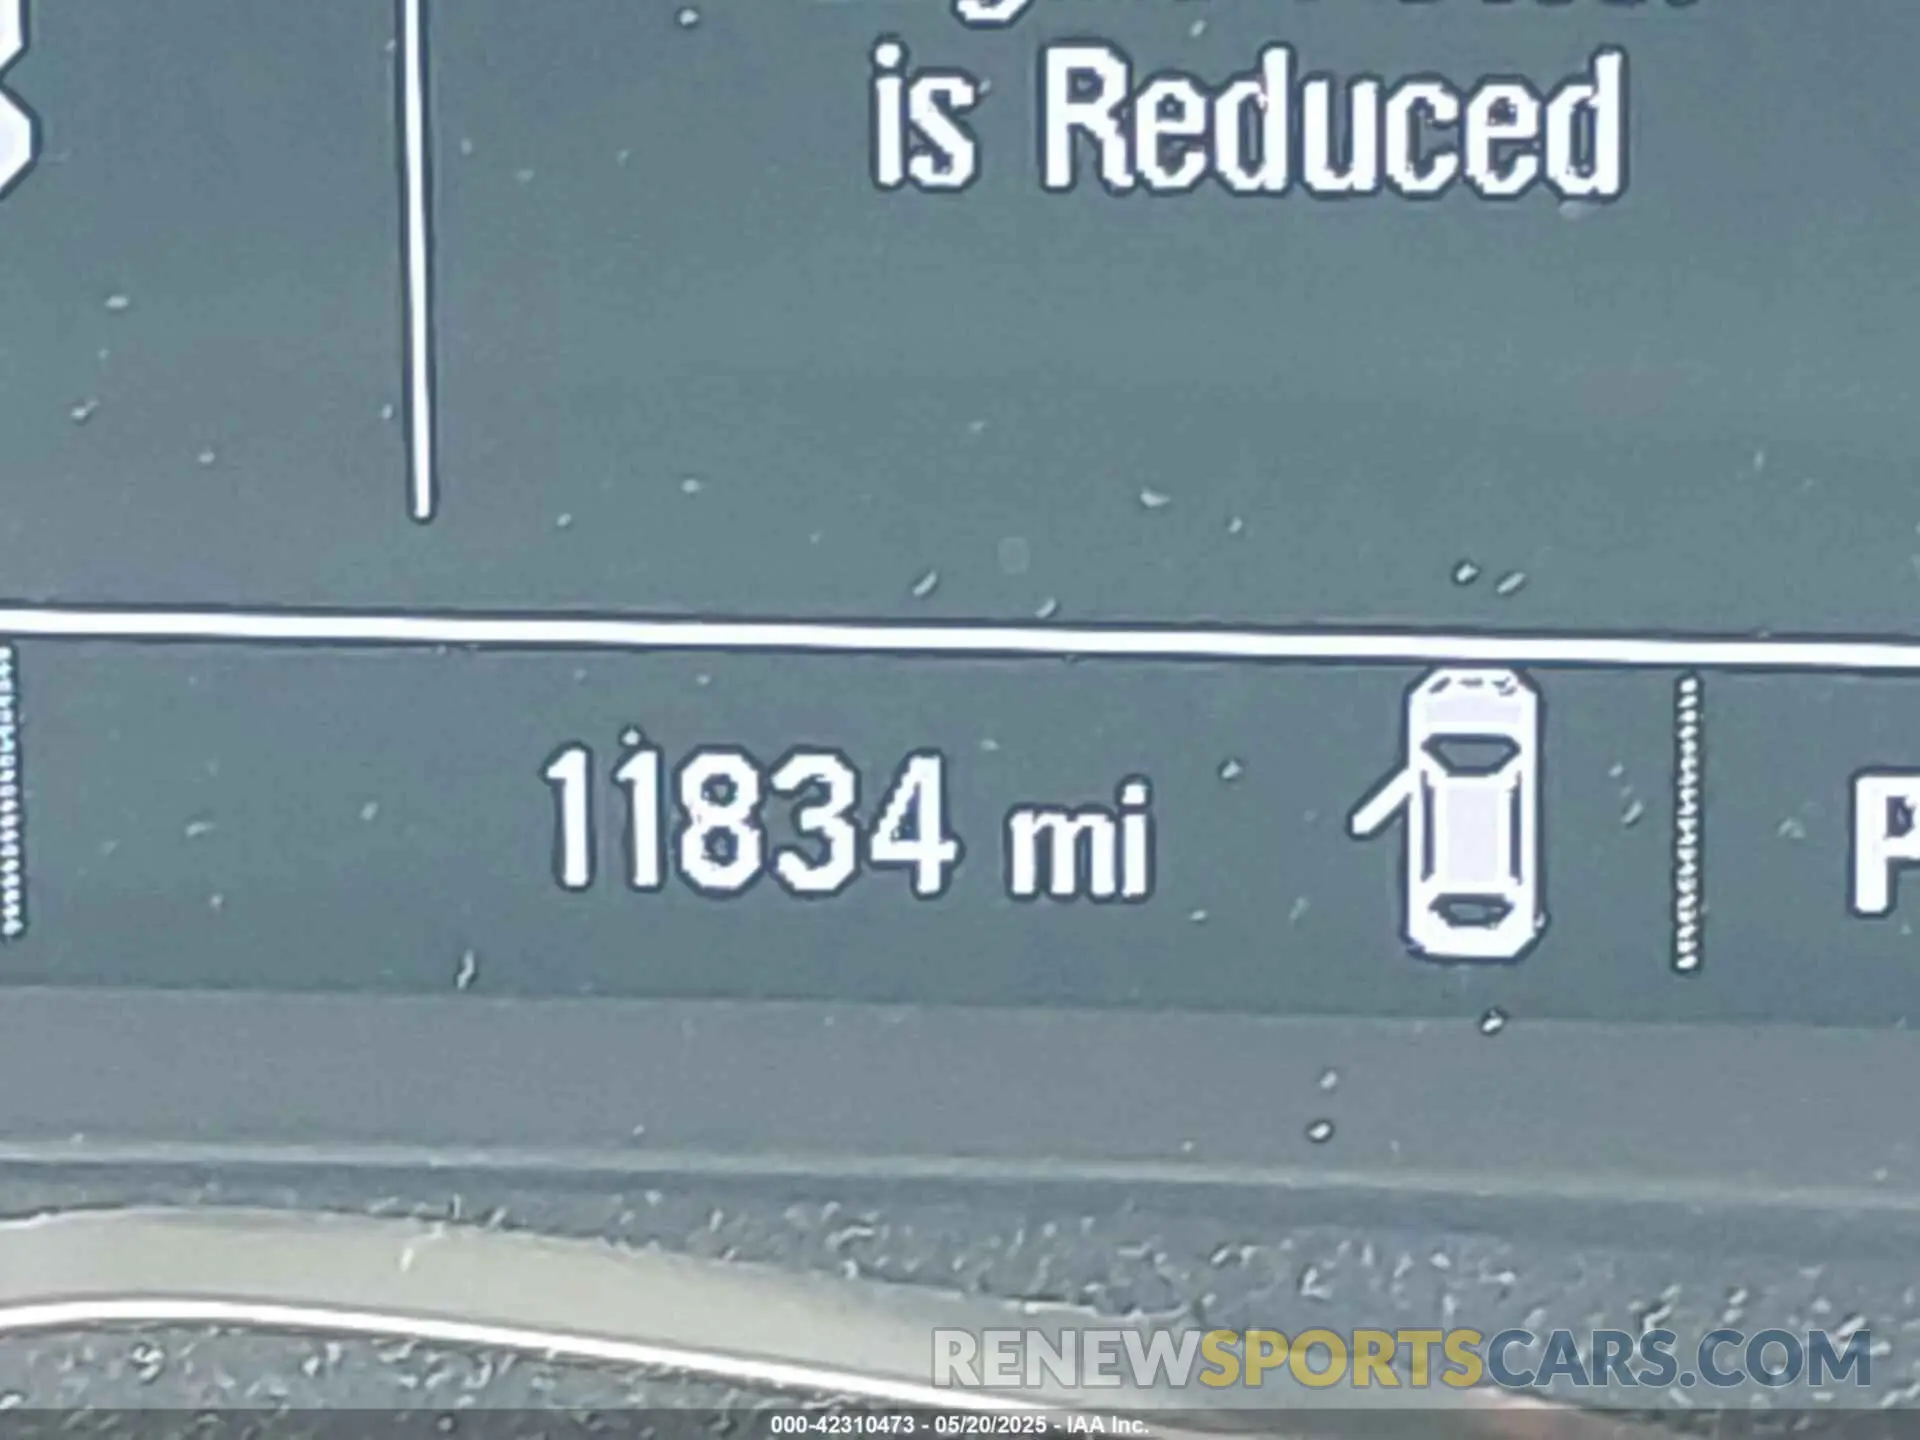 is Reduced
11834 mi
P
RENEWSPORTSCARS.COM
000-42310473 - 05/20/2025 - IAA Inc.